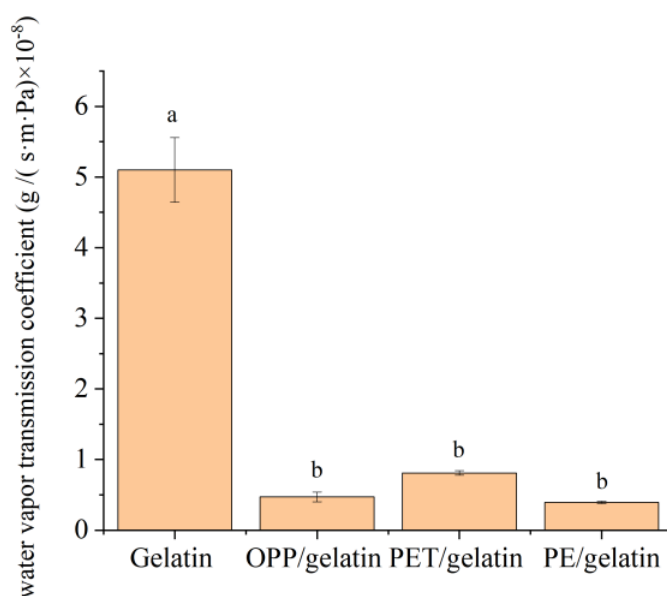 water vapor transmission coefficient (g /( s·m·Pa)×10⁻⁸)
6
5
4
3
2
1
0
a
b
b
b
Gelatin OPP/gelatin PET/gelatin PE/gelatin